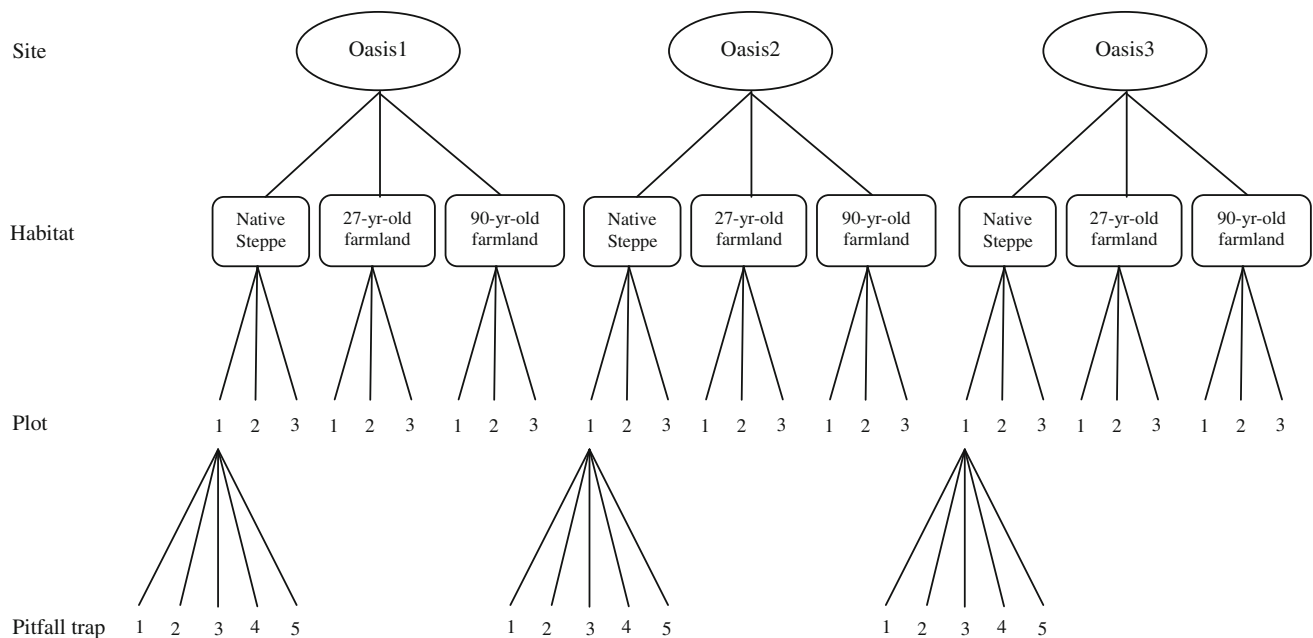 Site Oasis1 Oasis2 Oasis3
Habitat
Native
Steppe
27-yr-old
farmland
90-yr-old
farmland
Native
Steppe
27-yr-old
farmland
90-yr-old
farmland
Native
Steppe
27-yr-old
farmland
90-yr-old
farmland
Plot 1 2 3 1 2 3 1 2 3 1 2 3 1 2 3 1 2 3 1 2 3 1 2 3 1 2 3
Pitfall trap 1 2 3 4 5 1 2 3 4 5 1 2 3 4 5